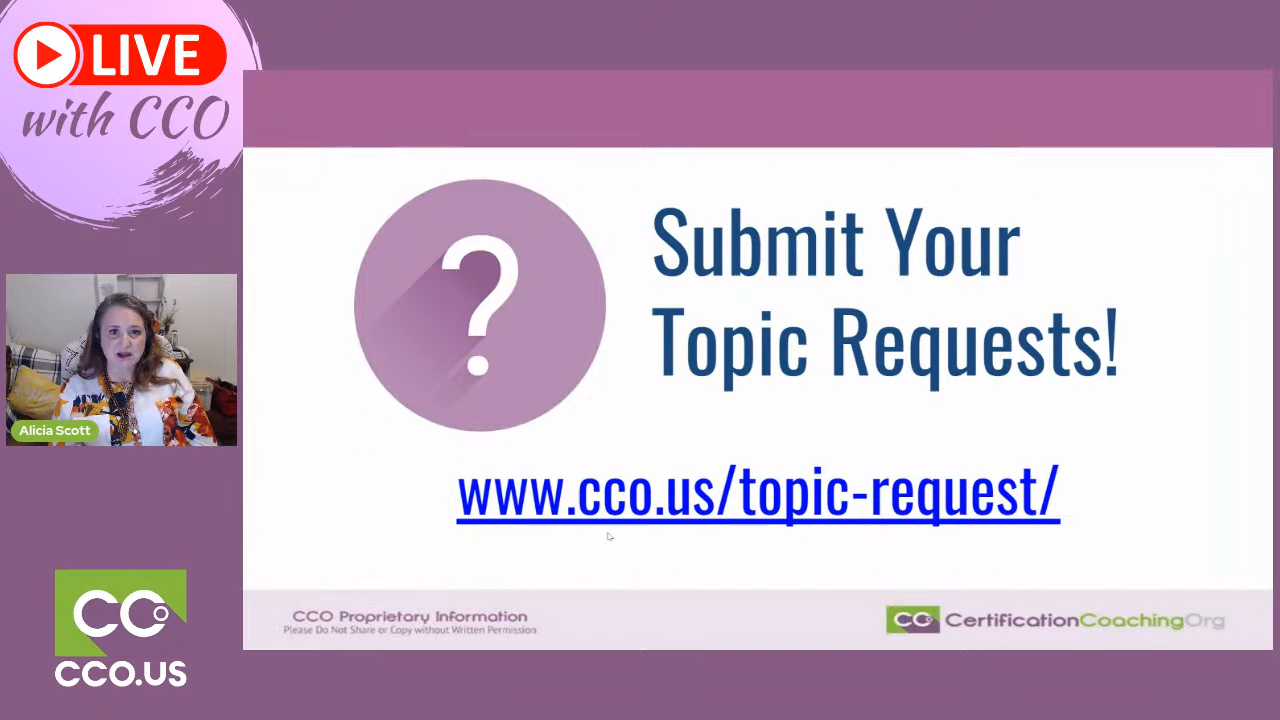 LIVE
with CCO
Submit Your
Topic Requests!
?
www.cco.us/topic-request/
Alicia Scott
CCO
CCO.US
CCO Proprietary Information
Please Do Not Share or Copy without Written Permission
CCO CertificationCoachingOrg